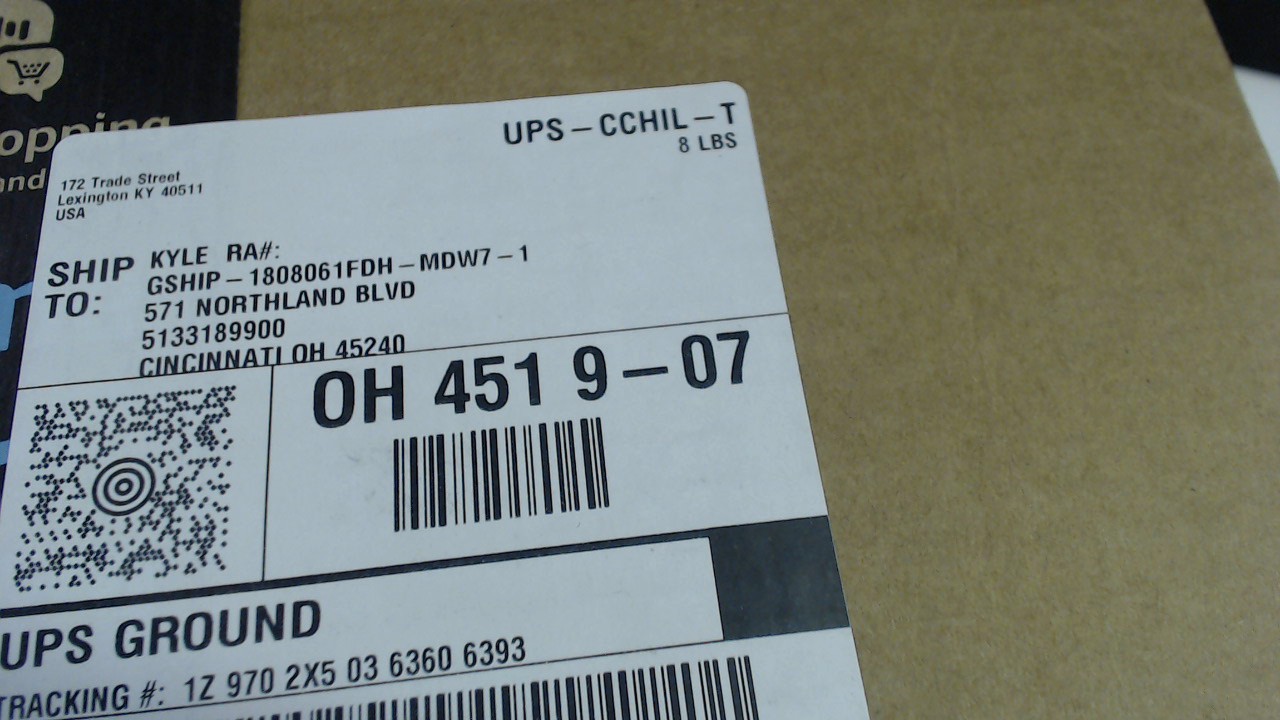 opping
and
UPS-CCHIL-T
8 LBS
172 Trade Street
Lexington KY 40511
USA
SHIP TO:
KYLE RA#:
GSHIP-1808061FDH-MDW7-1
571 NORTHLAND BLVD
5133189900
CINCINNATI OH 45240
OH 451 9-07
UPS GROUND
TRACKING #: 1Z 970 2X5 03 6360 6393